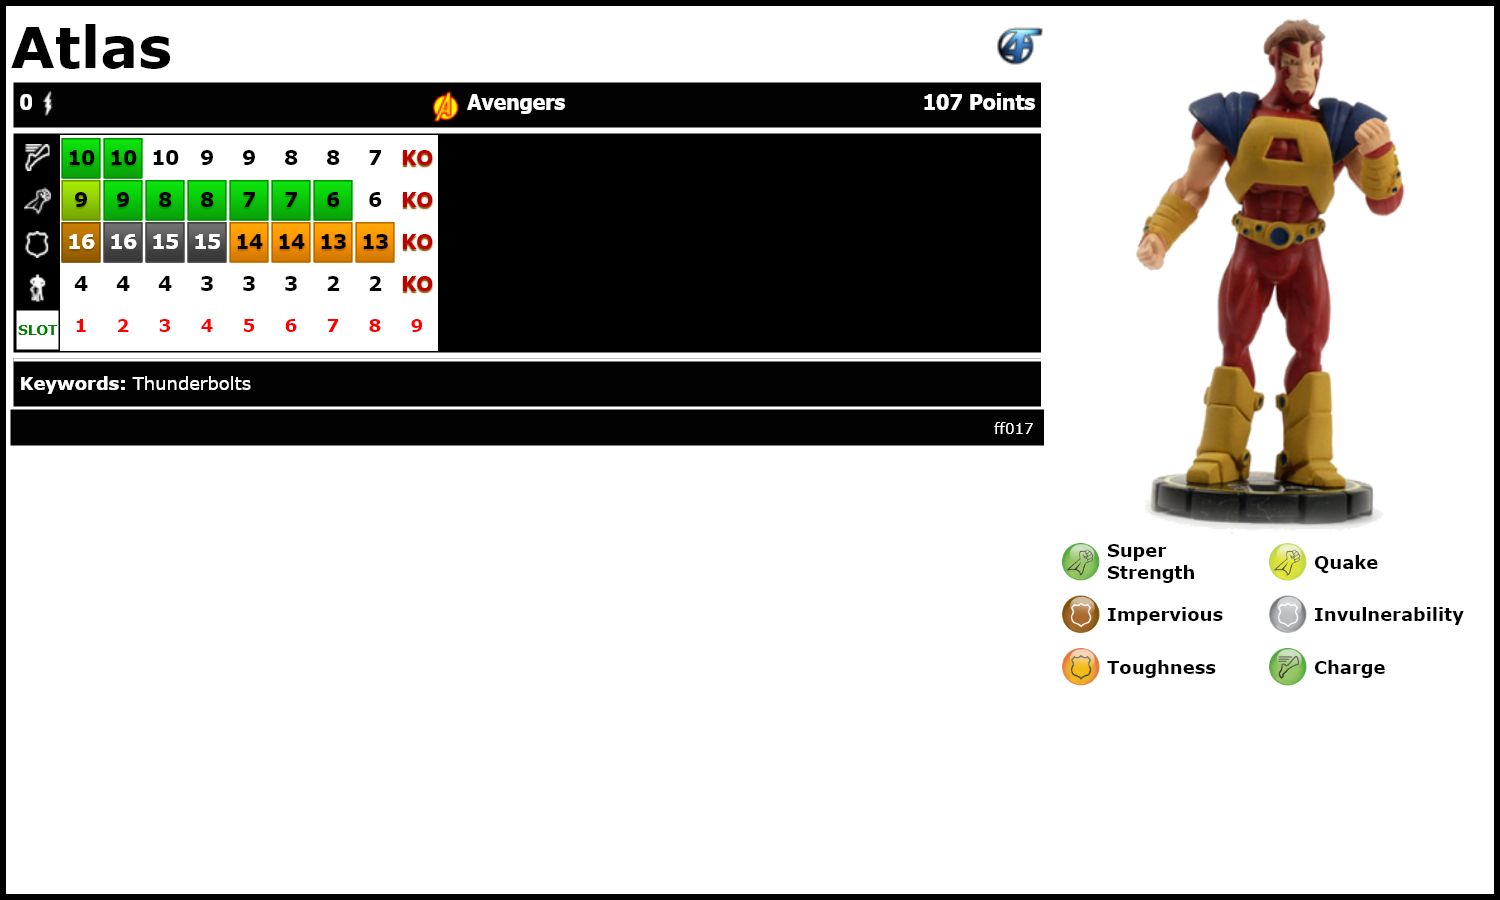 Atlas
0 Avengers 107 Points
10 10 10 9 9 8 8 7 KO
9 9 8 8 7 7 6 6 KO
16 16 15 15 14 14 13 13 KO
4 4 4 3 3 3 2 2 KO
SLOT 1 2 3 4 5 6 7 8 9
Keywords: Thunderbolts
ff017
Super
Strength
Quake
Impervious
Invulnerability
Toughness
Charge